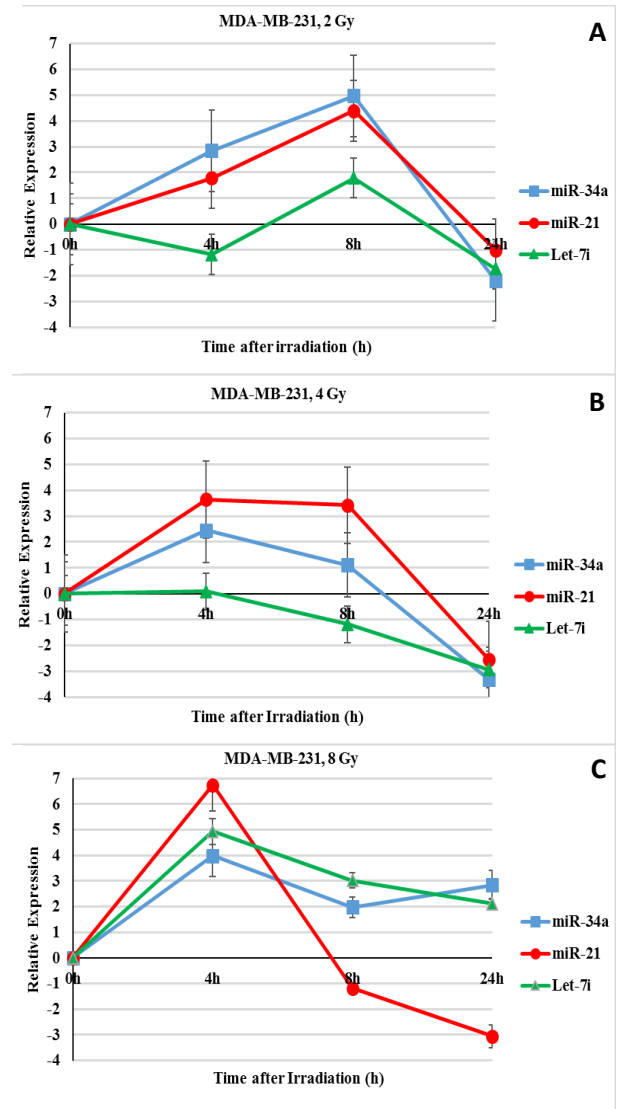 MDA-MB-231, 2 Gy
A
7
6
5
4
3
2
1
0
-1
-2
-3
-4
Relative Expression
0h 4h 8h 24h
Time after irradiation (h)
miR-34a
miR-21
Let-7i
MDA-MB-231, 4 Gy
B
7
6
5
4
3
2
1
0
-1
-2
-3
-4
Relative Expression
0h 4h 8h 24h
Time after Irradiation (h)
miR-34a
miR-21
Let-7i
MDA-MB-231, 8 Gy
C
7
6
5
4
3
2
1
0
-1
-2
-3
-4
Relative Expression
0h 4h 8h 24h
Time after Irradiation (h)
miR-34a
miR-21
Let-7i